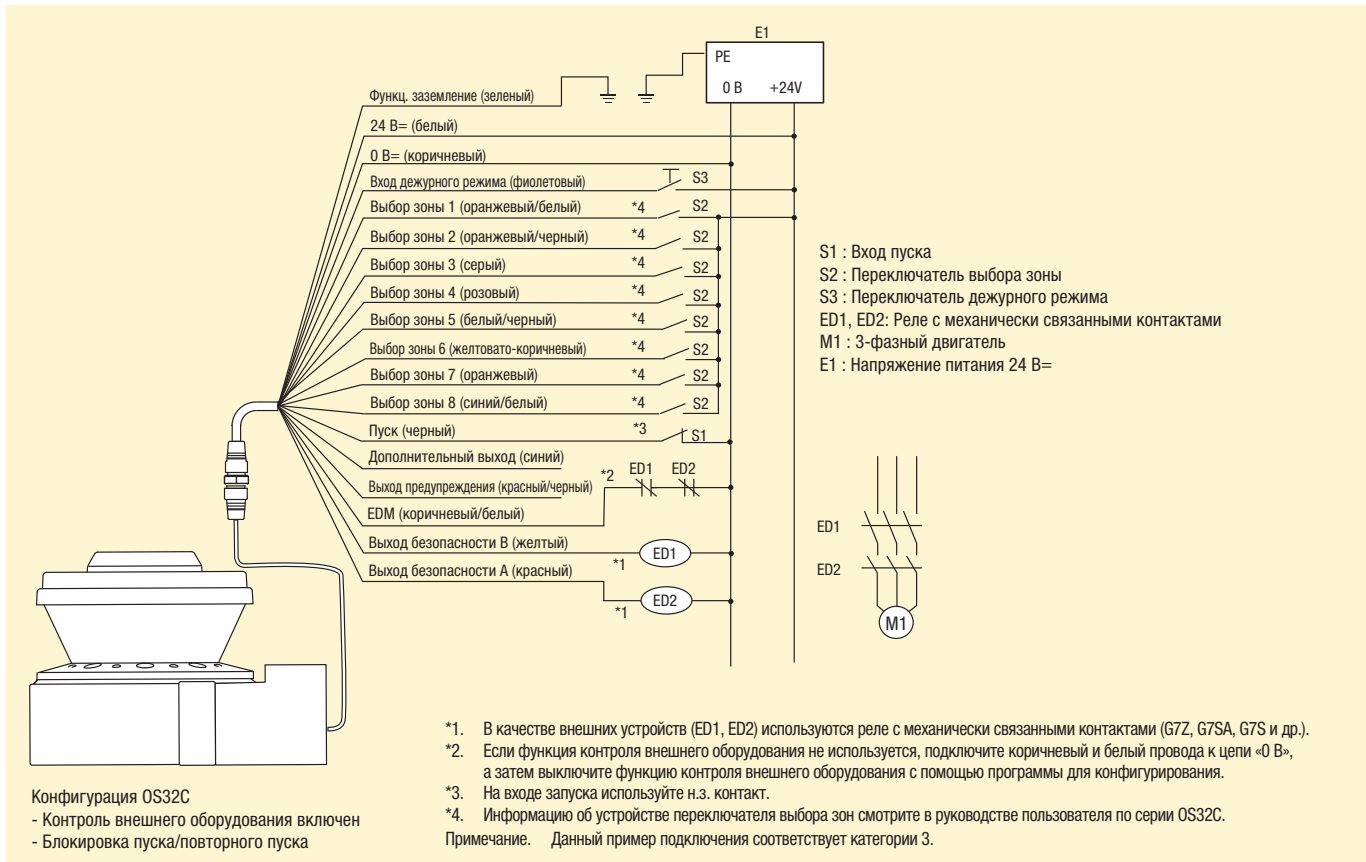 E1
PE
0 В +24V
Функц. заземление (зеленый)
24 В= (белый)
0 В= (коричневый)
Вход дежурного режима (фиолетовый) S3
Выбор зоны 1 (оранжевый/белый) *4 S2
Выбор зоны 2 (оранжевый/черный) *4 S2
Выбор зоны 3 (серый) *4 S2
Выбор зоны 4 (розовый) *4 S2
Выбор зоны 5 (белый/черный) *4 S2
Выбор зоны 6 (желтовато-коричневый) *4 S2
Выбор зоны 7 (оранжевый) *4 S2
Выбор зоны 8 (синий/белый) *4 S2
Пуск (черный) *3 S1
Дополнительный выход (синий)
Выход предупреждения (красный/черный) *2 ED1 ED2
EDM (коричневый/белый)
Выход безопасности B (желтый) *1 ED1
Выход безопасности A (красный) *1 ED2
S1 : Вход пуска
S2 : Переключатель выбора зоны
S3 : Переключатель дежурного режима
ED1, ED2: Реле с механически связанными контактами
M1 : 3-фазный двигатель
E1 : Напряжение питания 24 В=
ED1
ED2
M1
Конфигурация OS32C
- Контроль внешнего оборудования включен
- Блокировка пуска/повторного пуска
*1. В качестве внешних устройств (ED1, ED2) используются реле с механически связанными контактами (G7Z, G7SA, G7S и др.).
*2. Если функция контроля внешнего оборудования не используется, подключите коричневый и белый провода к цепи «0 В»,
а затем выключите функцию контроля внешнего оборудования с помощью программы для конфигурирования.
*3. На входе запуска используйте н.з. контакт.
*4. Информацию об устройстве переключателя выбора зон смотрите в руководстве пользователя по серии OS32C.
Примечание. Данный пример подключения соответствует категории 3.